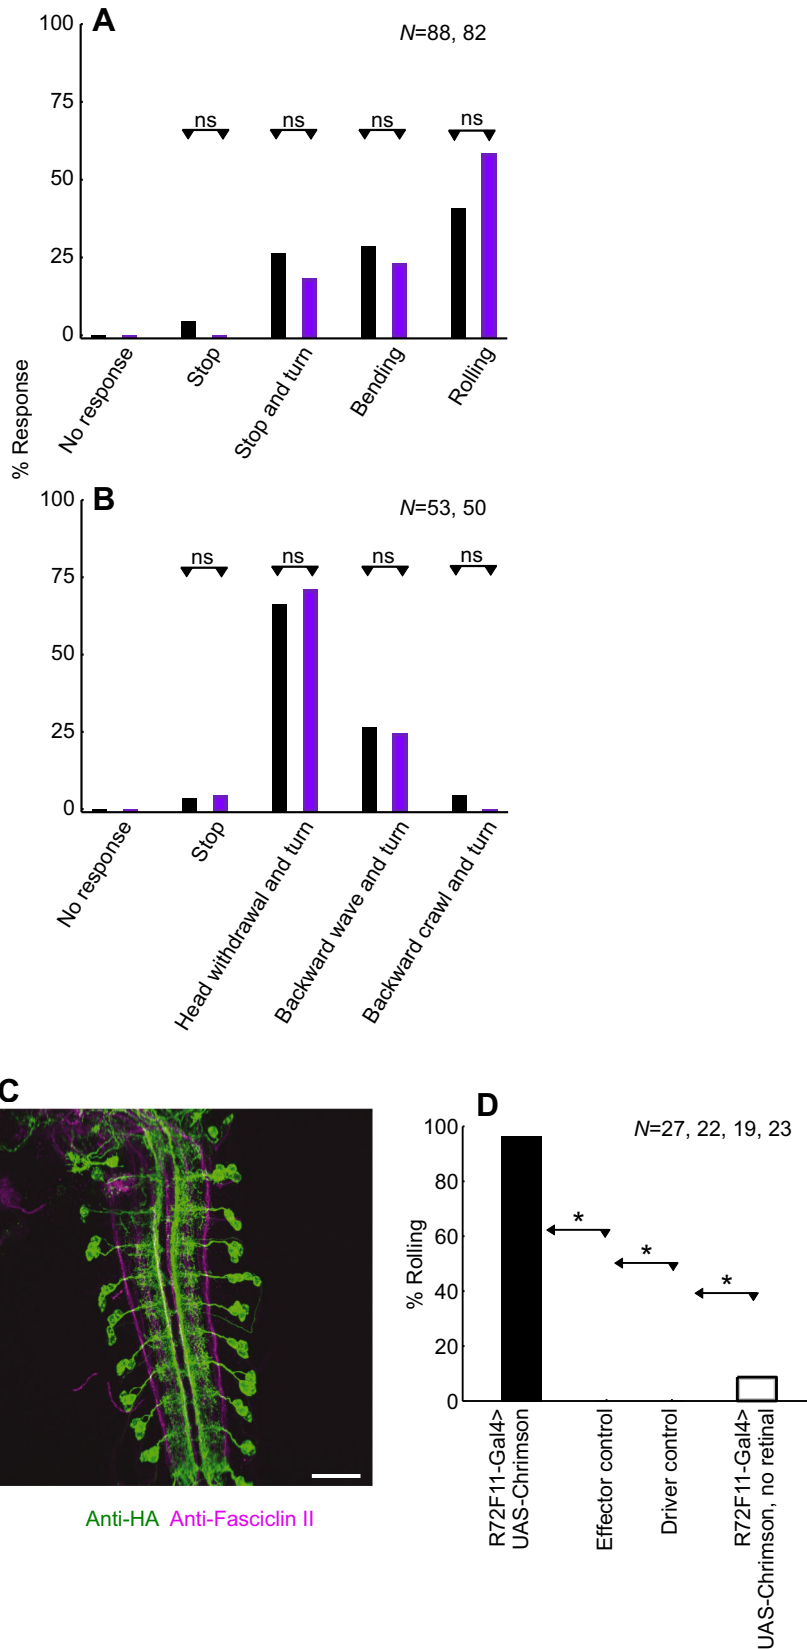 A
N=88, 82
100
75
50
25
0
ns
ns
ns
ns
No response
Stop
Stop and turn
Bending
Rolling
% Response
B
N=53, 50
100
75
50
25
0
ns
ns
ns
ns
No response
Stop
Head withdrawal and turn
Backward wave and turn
Backward crawl and turn
C
Anti-HA Anti-Fasciclin II
D
N=27, 22, 19, 23
100
80
60
40
20
0
% Rolling
*
*
*
R72F11-Gal4>
UAS-Chrimson
Effector control
Driver control
R72F11-Gal4>
UAS-Chrimson, no retinal